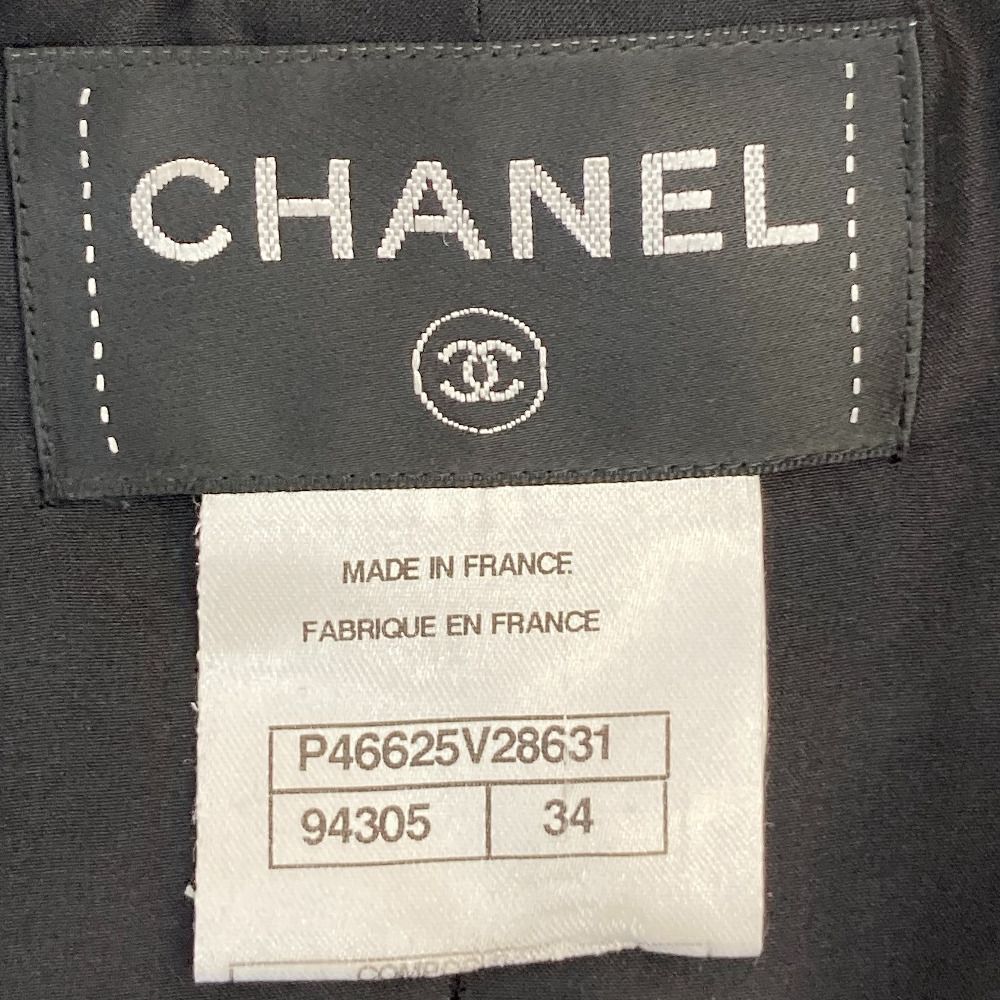 CHANEL
MADE IN FRANCE
FABRIQUE EN FRANCE
P46625V28631
94305 34